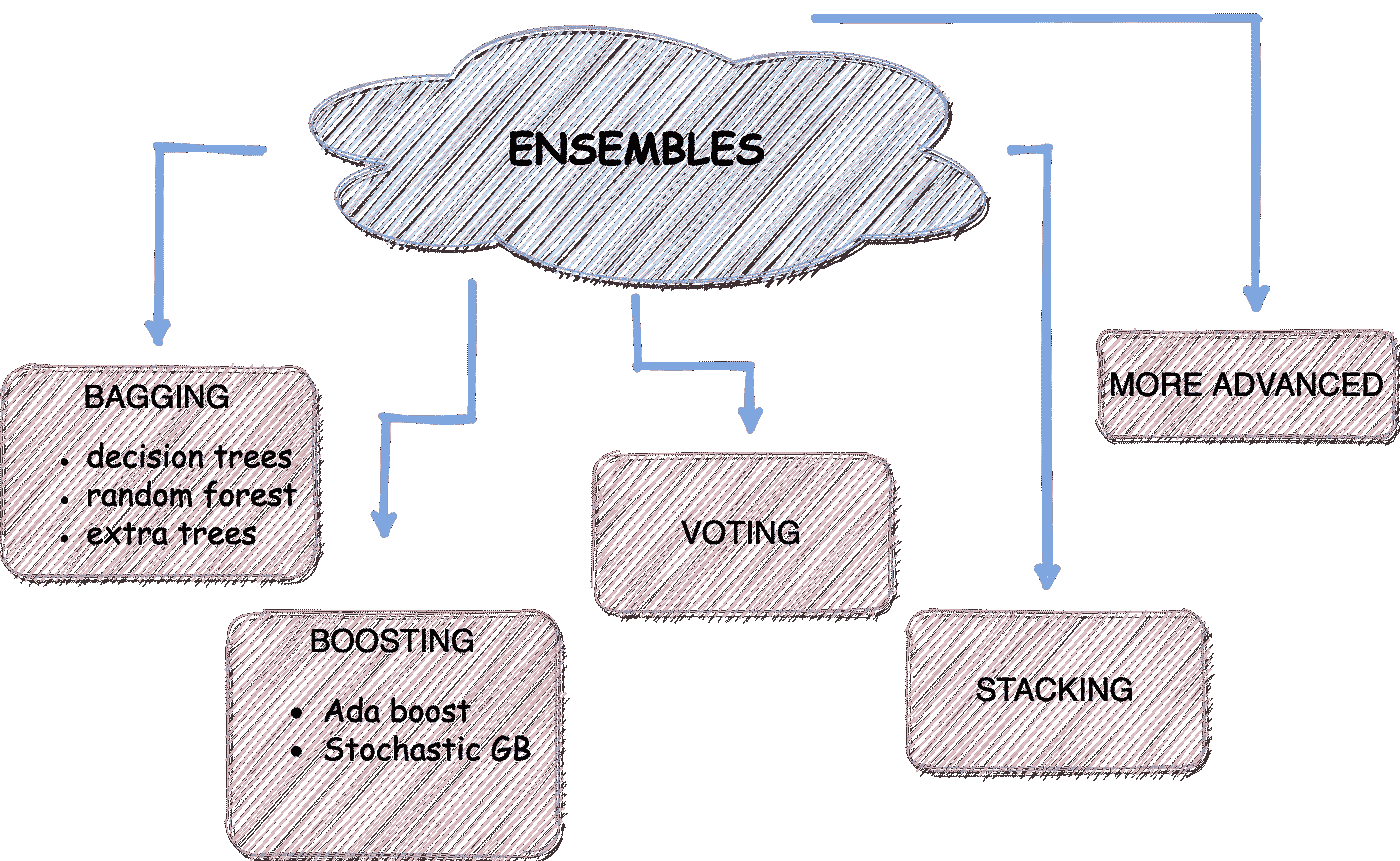 ENSEMBLES
BAGGING
• decision trees
• random forest
• extra trees
BOOSTING
• Ada boost
• Stochastic GB
VOTING
STACKING
MORE ADVANCED